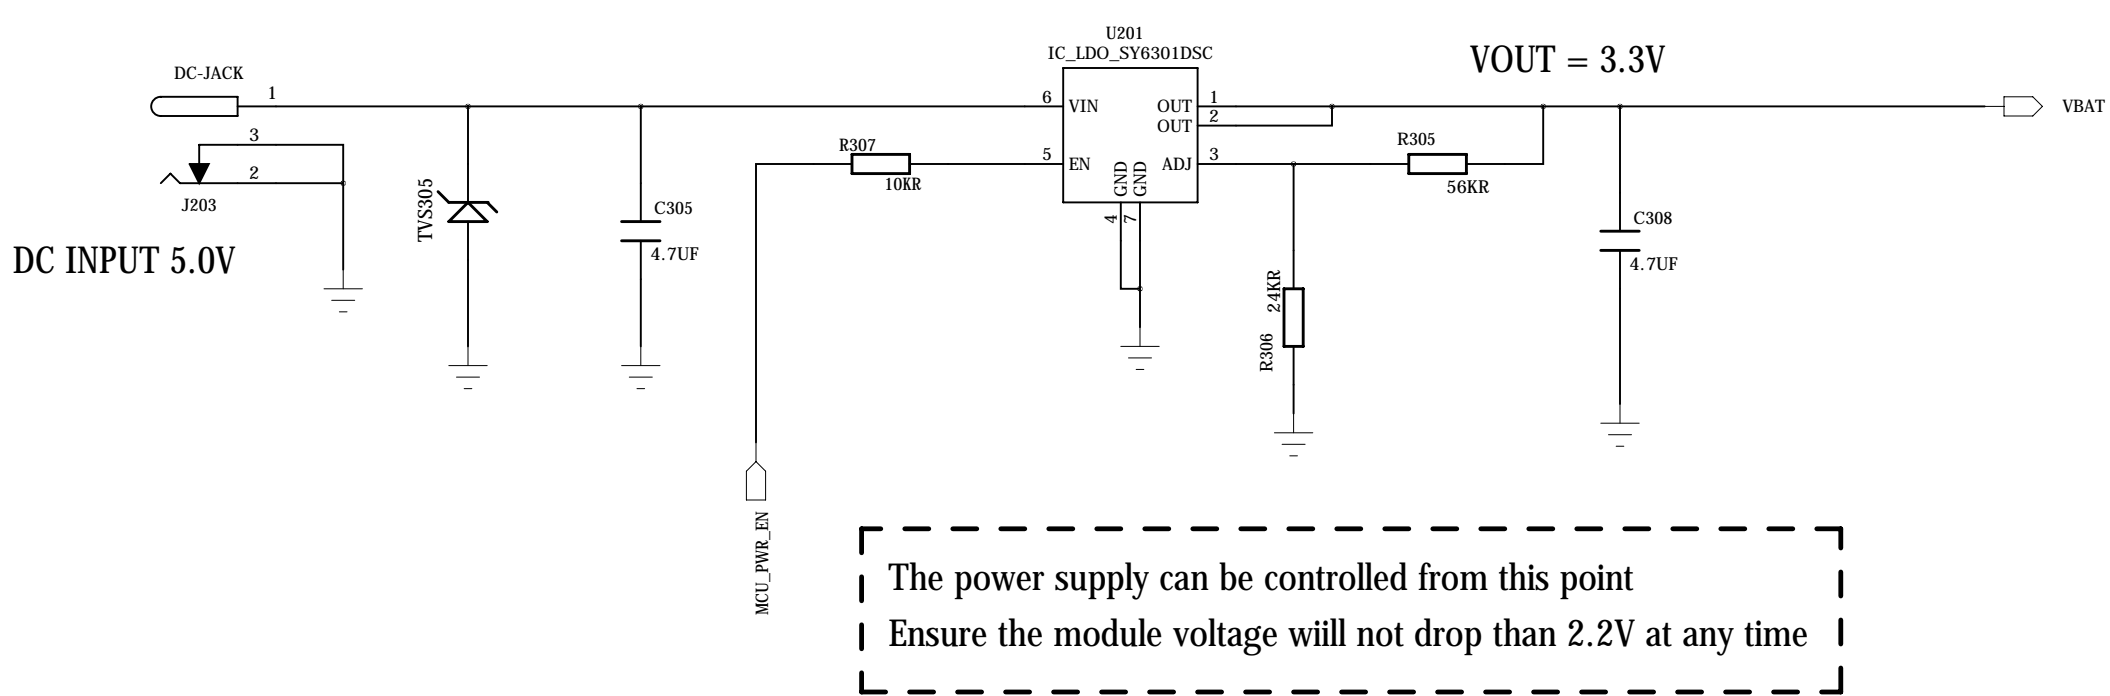 U201
IC_LDO_SY6301DSC
VOUT = 3.3V
DC-JACK
1
6
VIN
OUT
1
VBAT
OUT
2
3
R307
R305
5
EN
ADJ
3
2
10KR
56KR
J203
GND
GND
4
7
TVS305
C305
4.7UF
C308
4.7UF
DC INPUT 5.0V
24KR
R306
MCU_PWR_EN
The power supply can be controlled from this point
Ensure the module voltage wiill not drop than 2.2V at any time